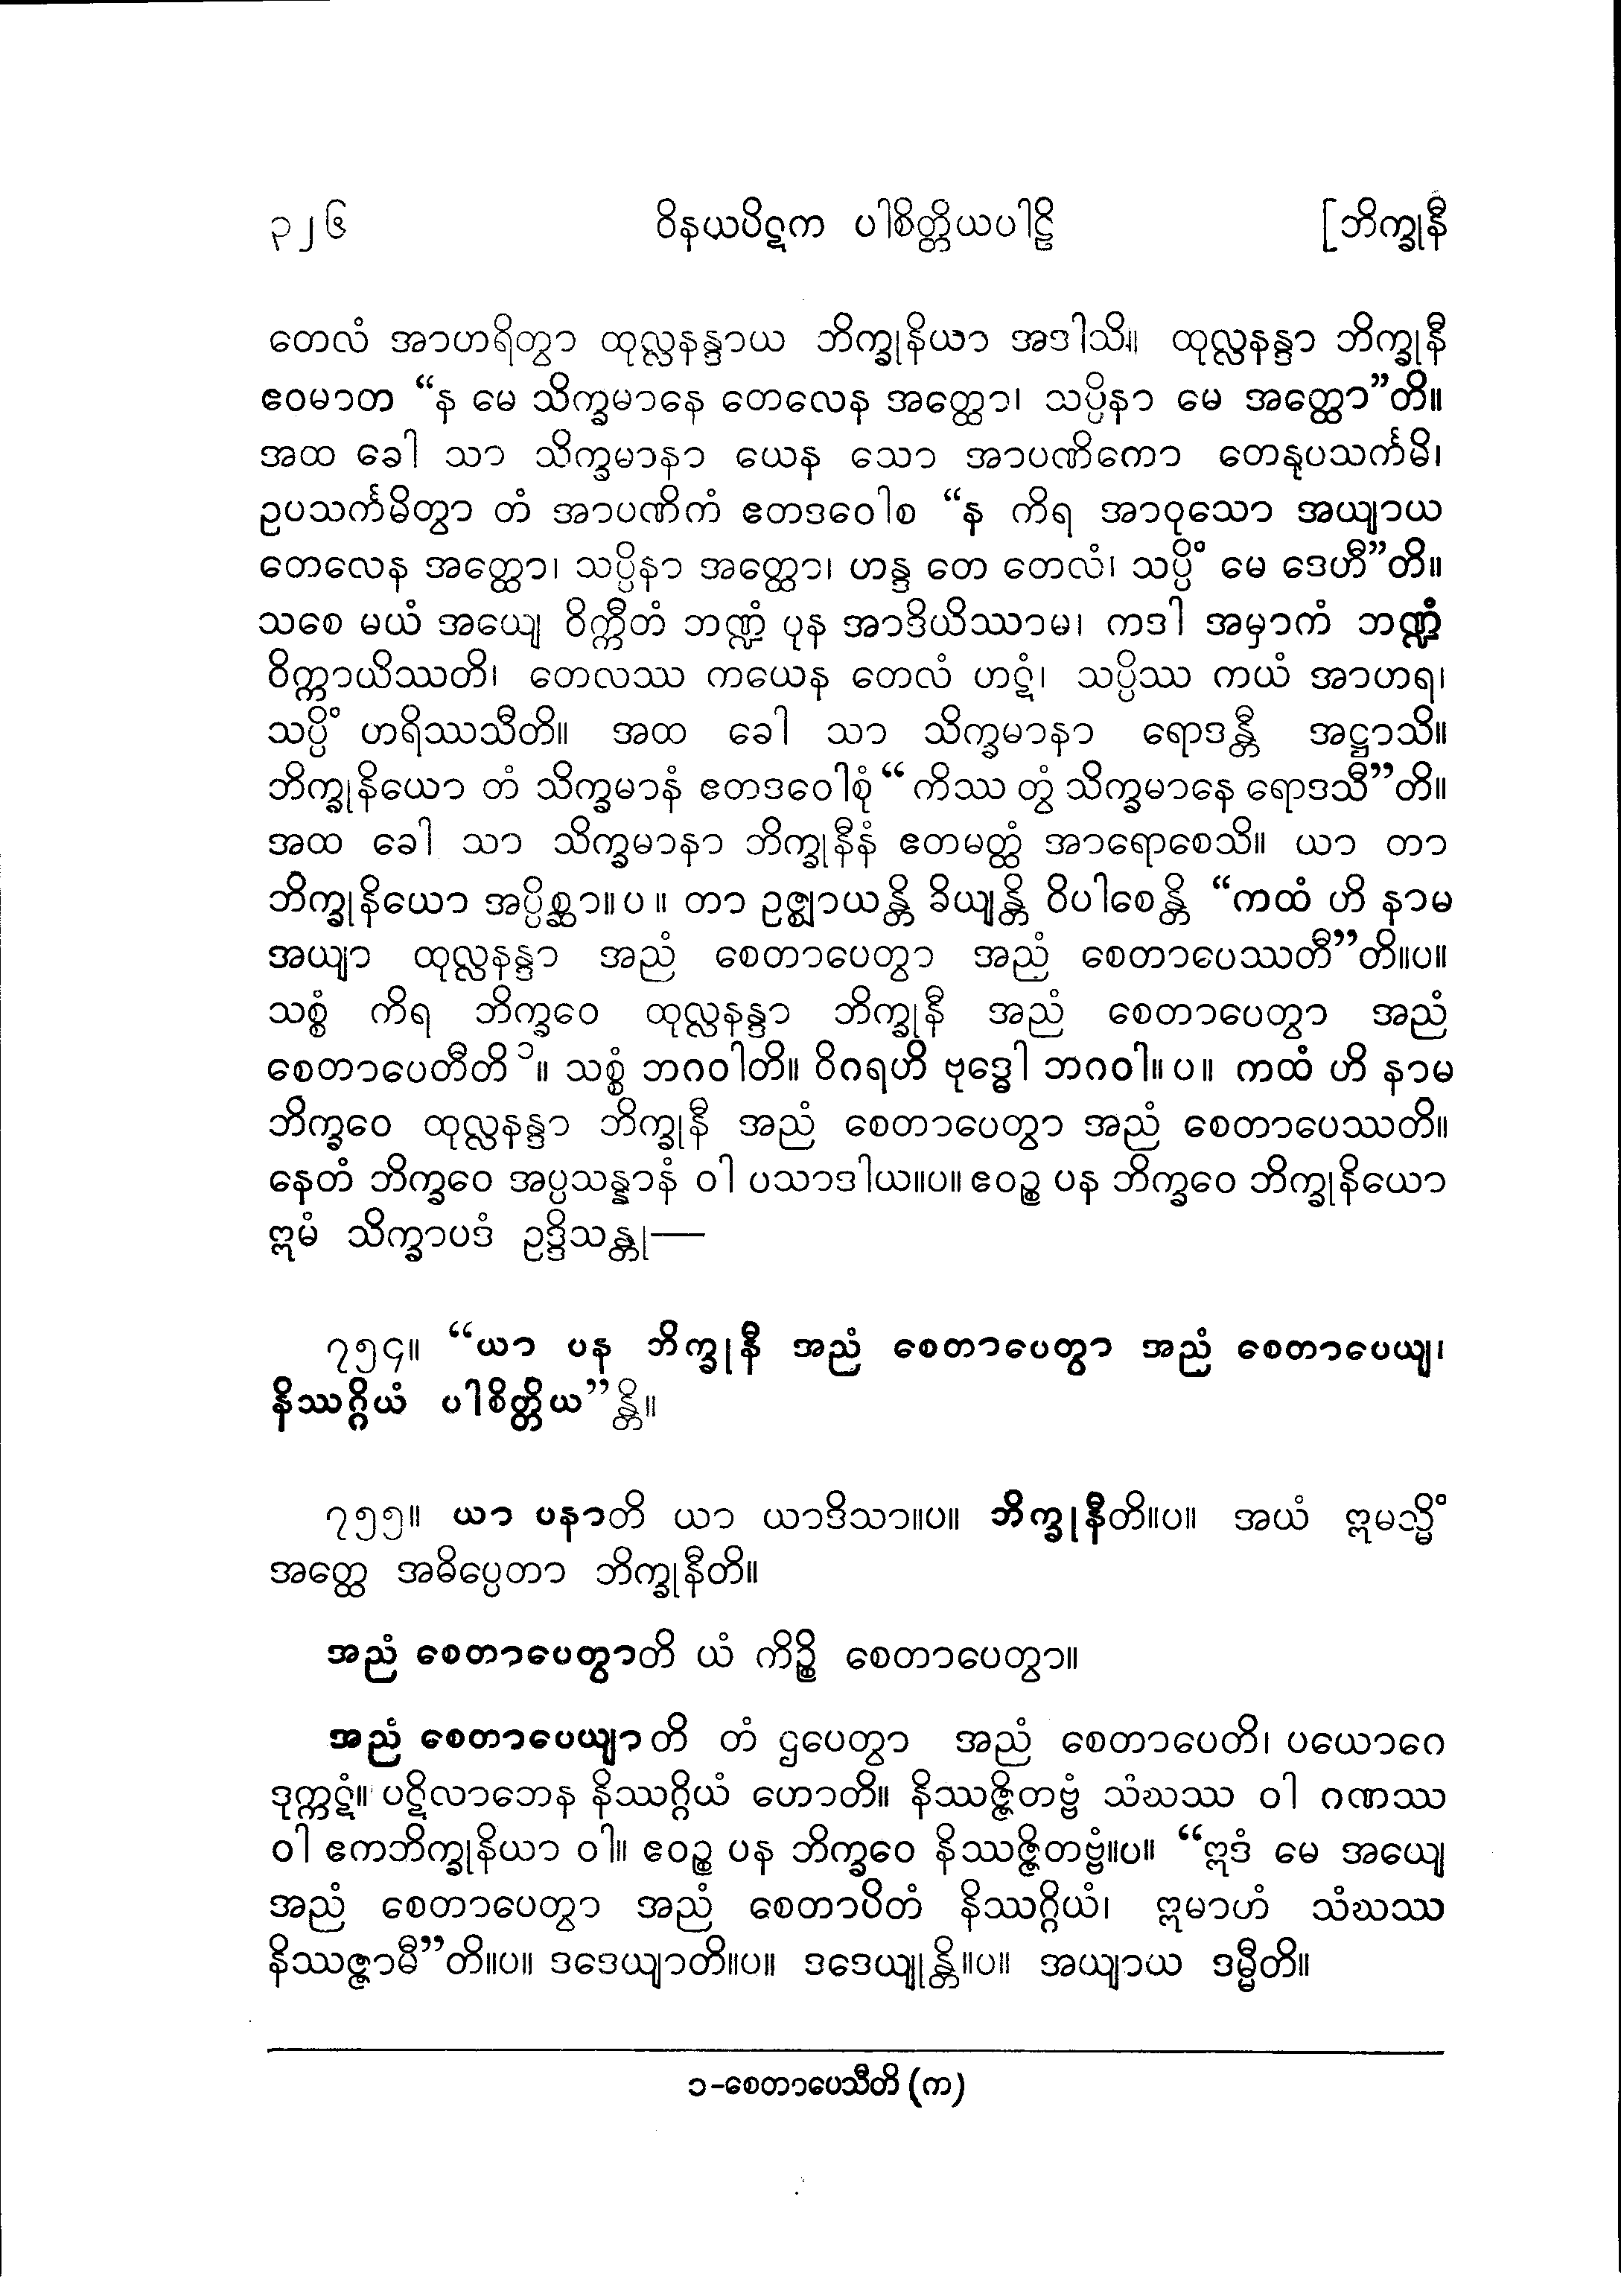 ၃၂၆ ဝိနယပိဋက ပါစိတ္တိယပါဠိ [ဘိက္ခုနီ
တေလံ အာဟရိတွာ ထုလ္လနန္ဒာယ ဘိက္ခုနိယာ အဒါသိ။ ထုလ္လနန္ဒာ ဘိက္ခုနီ
ဧဝမာဟ “န မေ သိက္ခမာနေ တေလေန အတ္ထော၊ သပ္ပိနာ မေ အတ္ထော”တိ။
အထ ခေါ သာ သိက္ခမာနာ ယေန သော အာပဏိကော တေနုပသင်္ကမိ၊
ဥပသင်္ကမိတွာ တံ အာပဏိကံ ဧတဒဝေါစ “န ကိရ အာဝုသော အယျာယ
တေလေန အတ္ထော၊ သပ္ပိနာ အတ္ထော၊ ဟန္ဒ တေ တေလံ၊ သပ္ပိံ မေ ဒေဟီ”တိ။
သစေ မယံ အယျေ ဝိက္ကီတံ ဘဏ္ဍံ ပုန အာဒိယိဿာမ၊ ကဒါ အမှာကံ ဘဏ္ဍံ
ဝိက္ကာယိဿတိ၊ တေလဿ ကယေန တေလံ ဟဋံ၊ သပ္ပိဿ ကယံ အာဟရ၊
သပ္ပိံ ဟရိဿသီတိ။ အထ ခေါ သာ သိက္ခမာနာ ရောဒန္တီ အဋ္ဌာသိ။
ဘိက္ခုနိယော တံ သိက္ခမာနံ ဧတဒဝေါစုံ “ကိဿ တွံ သိက္ခမာနေ ရောဒသီ”တိ။
အထ ခေါ သာ သိက္ခမာနာ ဘိက္ခုနီနံ ဧတမတ္ထံ အာရောစေသိ။ ယာ တာ
ဘိက္ခုနိယော အပ္ပိစ္ဆာ။ပ။ တာ ဥဇ္ဈာယန္တိ ခိယျန္တိ ဝိပါစေန္တိ “ကထံ ဟိ နာမ
အယျာ ထုလ္လနန္ဒာ အညံ စေတာပေတွာ အညံ စေတာပေဿတီ”တိ။ပ။
သစ္စံ ကိရ ဘိက္ခဝေ ထုလ္လနန္ဒာ ဘိက္ခုနီ အညံ စေတာပေတွာ အညံ
စေတာပေတီတိ ၁။ သစ္စံ ဘဂဝါတိ။ ဝိဂရဟိ ဗုဒ္ဓေါ ဘဂဝါ။ပ။ ကထံ ဟိ နာမ
ဘိက္ခဝေ ထုလ္လနန္ဒာ ဘိက္ခုနီ အညံ စေတာပေတွာ အညံ စေတာပေဿတိ။
နေတံ ဘိက္ခဝေ အပ္ပသန္နာနံ ဝါ ပသာဒါယ။ပ။ ဧဝဉ္စ ပန ဘိက္ခဝေ ဘိက္ခုနိယော
ဣမံ သိက္ခာပဒံ ဥဒ္ဒိသန္တု—
၇၅၄။ “ယာ ပန ဘိက္ခုနီ အညံ စေတာပေတွာ အညံ စေတာပေယျ၊
နိဿဂ္ဂိယံ ပါစိတ္တိယ”န္တိ။
၇၅၅။ ယာ ပနာတိ ယာ ယာဒိသာ။ပ။ ဘိက္ခုနီတိ။ပ။ အယံ ဣမသ္မိံ
အတ္ထေ အဓိပ္ပေတာ ဘိက္ခုနီတိ။
အညံ စေတာပေတွာတိ ယံ ကိဉ္စိ စေတာပေတွာ။
အညံ စေတာပေယျာတိ တံ ဌပေတွာ အညံ စေတာပေတိ၊ ပယောဂေ
ဒုက္ကဋံ။ ပဋိလာဘေန နိဿဂ္ဂိယံ ဟောတိ။ နိဿဇ္ဇိတဗ္ဗံ သံဃဿ ဝါ ဂဏဿ
ဝါ ဧကဘိက္ခုနိယာ ဝါ။ ဧဝဉ္စ ပန ဘိက္ခဝေ နိဿဇ္ဇိတဗ္ဗံ။ပ။ “ဣဒံ မေ အယျေ
အညံ စေတာပေတွာ အညံ စေတာပိတံ နိဿဂ္ဂိယံ၊ ဣမာဟံ သံဃဿ
နိဿဇ္ဇာမီ”တိ။ပ။ ဒဒေယျာတိ။ပ။ ဒဒေယျုန္တိ။ပ။ အယျာယ ဒမ္မီတိ။
၁-စေတာပေသီတိ (က)